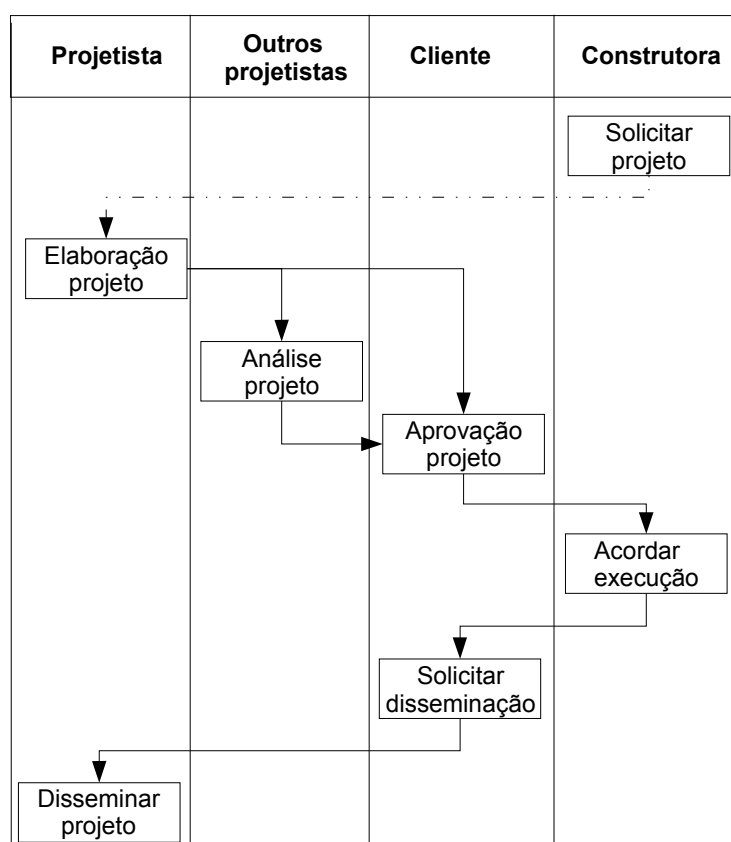 Projetista
Outros
projetistas
Cliente
Construtora
Solicitar
projeto
Elaboração
projeto
Análise
projeto
Aprovação
projeto
Acordar
execução
Solicitar
disseminação
Disseminar
projeto